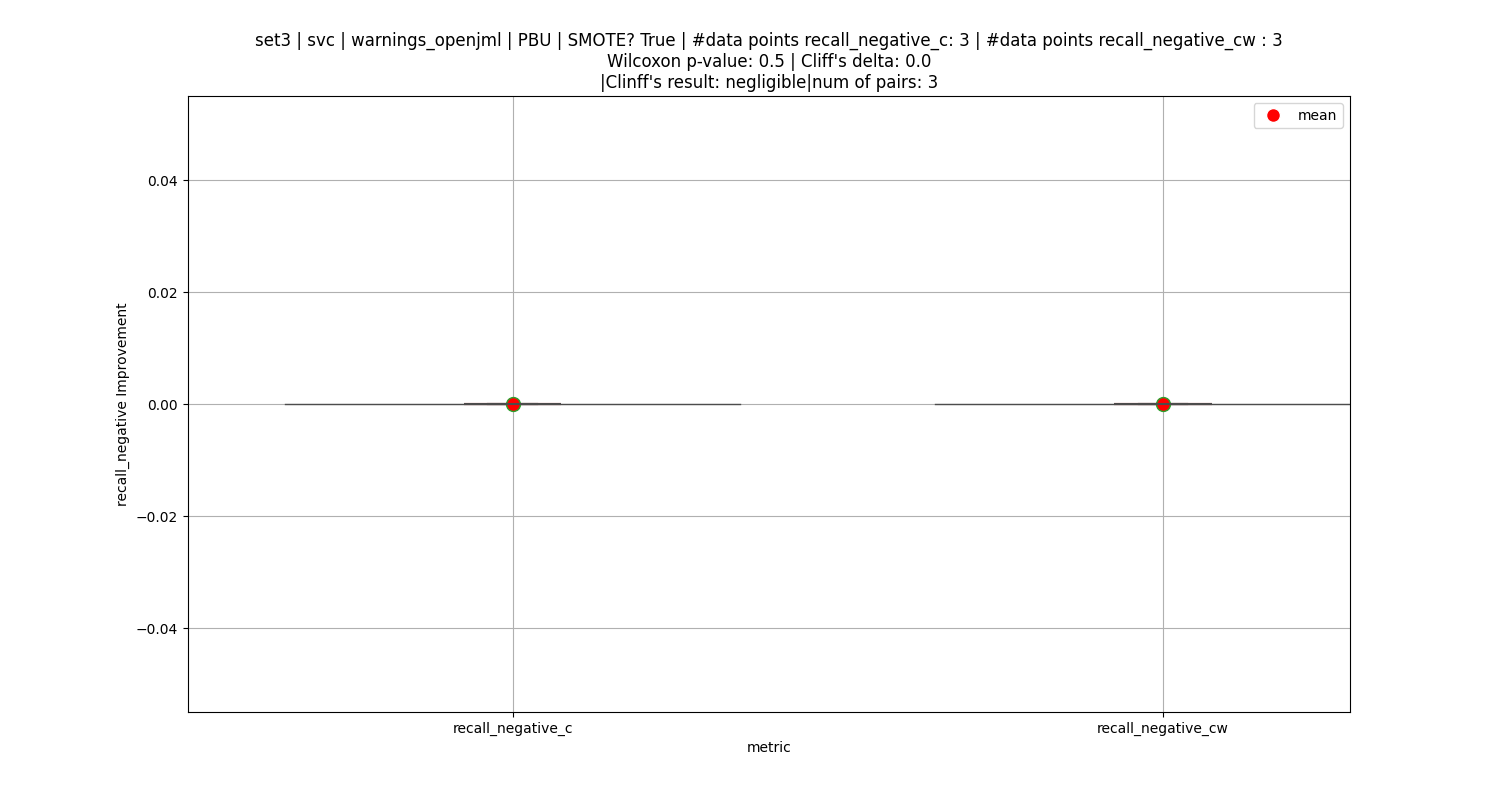 set3 | svc | warnings_openjml | PBU | SMOTE? True | #data points recall_negative_c: 3 | #data points recall_negative_cw : 3
Wilcoxon p-value: 0.5 | Cliff's delta: 0.0
|Clinff's result: negligible|num of pairs: 3
mean
0.04
0.02
0.00
−0.02
−0.04
recall_negative Improvement
recall_negative_c
recall_negative_cw
metric